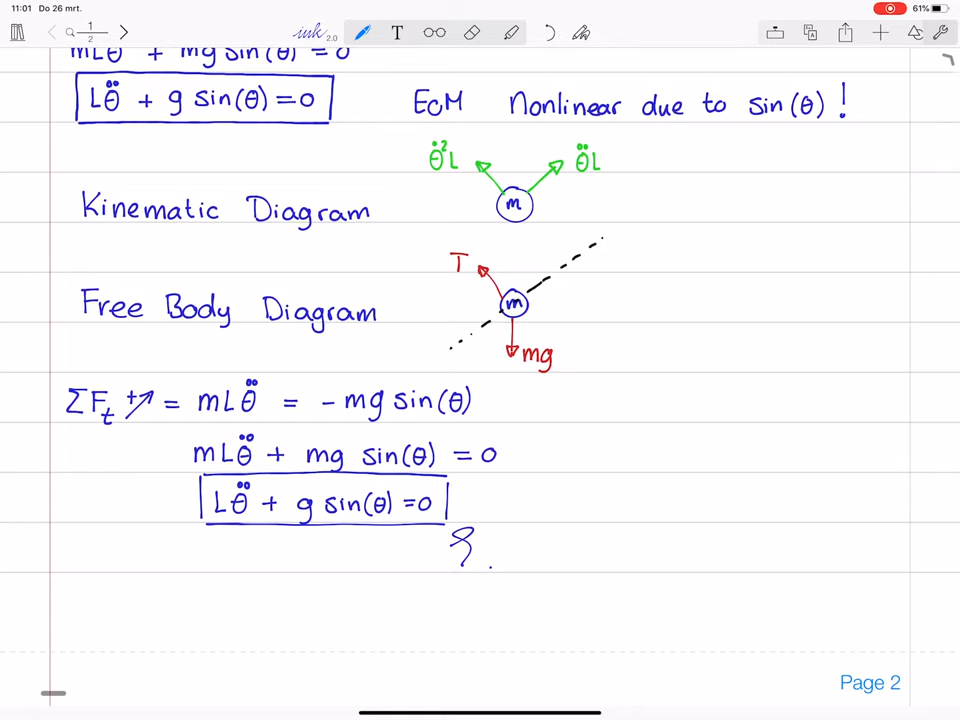 11:01 Do 26 mrt. 61%
1
2
ink 2.0 T
mLθ̈ + mg sin(θ) = 0
Lθ̈ + g sin(θ) = 0 EoM Nonlinear due to sin(θ) !
θ̇²L θ̈L
Kinematic Diagram m
T
Free Body Diagram m
mg
ΣF_t +↗ = mLθ̈ = -mg sin(θ)
mLθ̈ + mg sin(θ) = 0
Lθ̈ + g sin(θ) = 0
Page 2